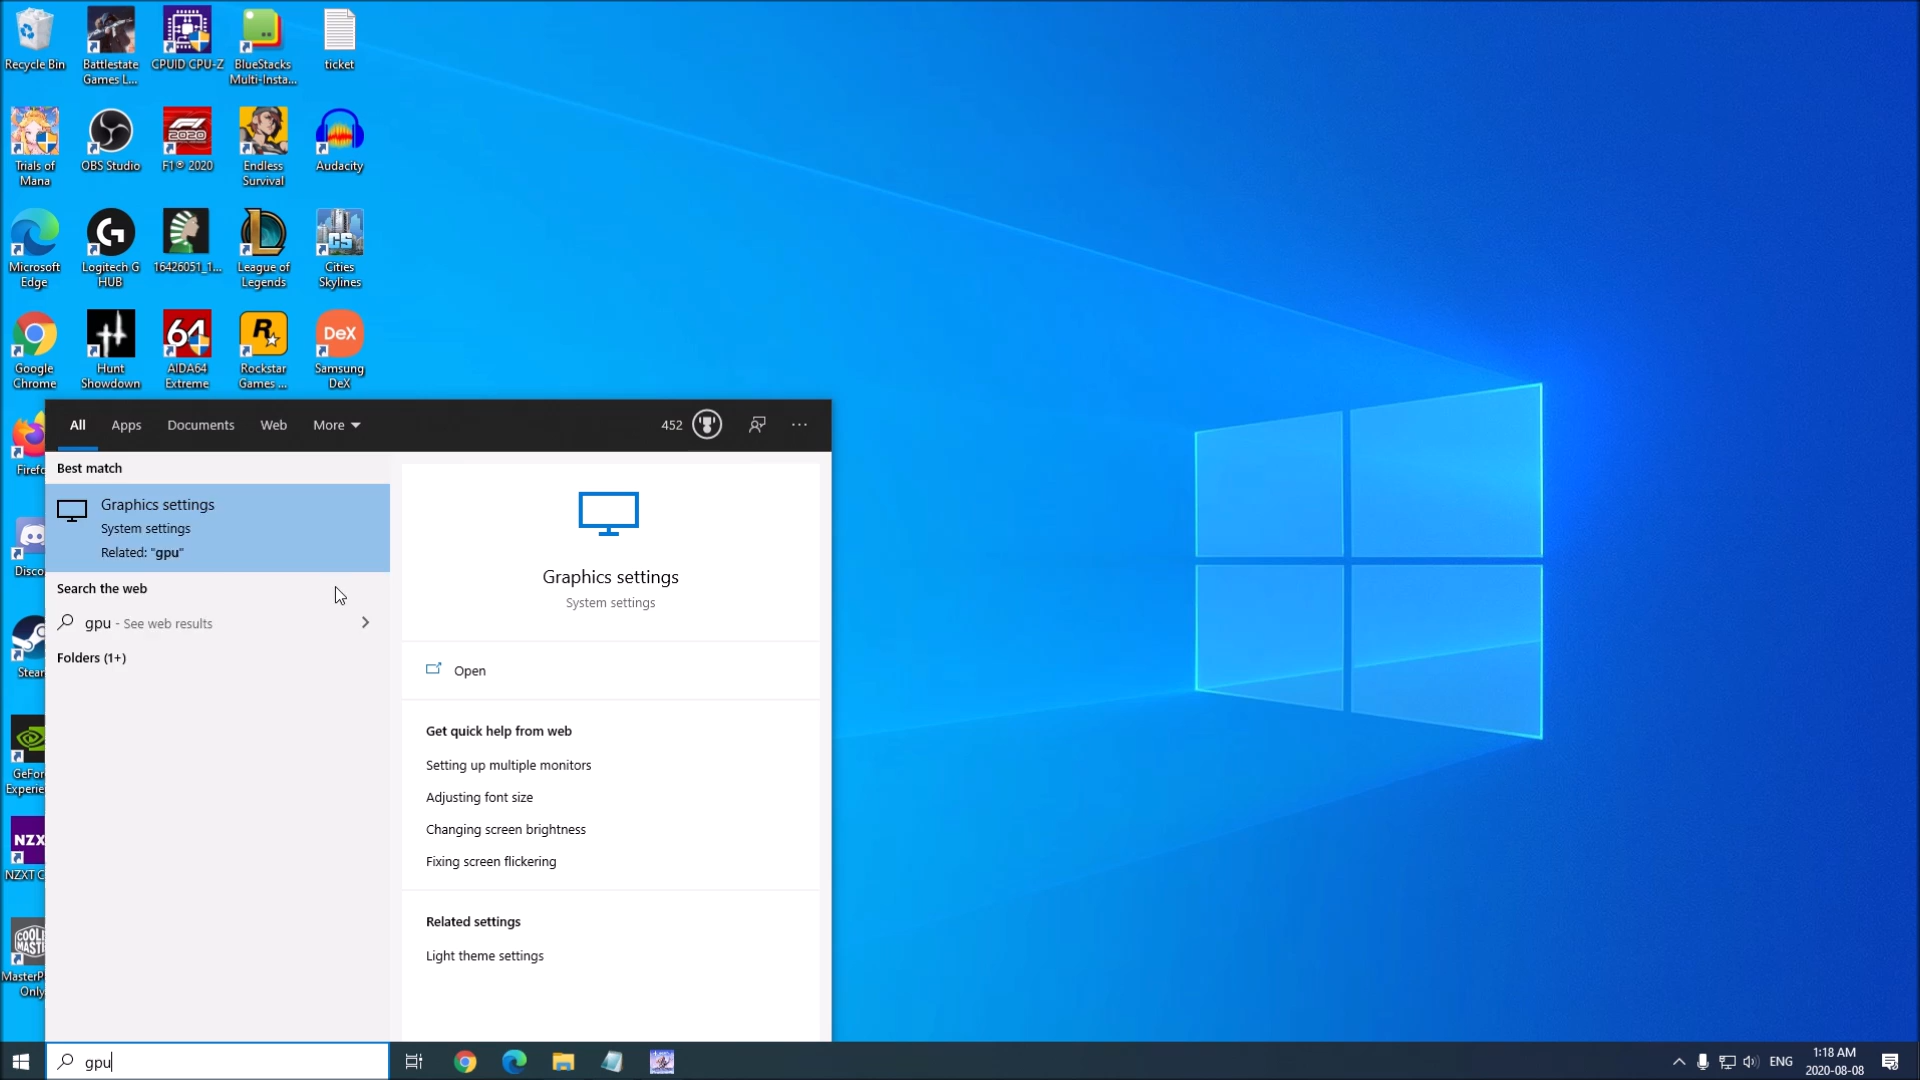 Recycle Bin
Battlestate
Games L...
CPUID CPU-Z
BlueStacks
Multi-Insta...
ticket
Trials of
Mana
OBS Studio
F1® 2020
Endless
Survival
Audacity
Microsoft
Edge
Logitech G
HUB
16426051_1...
League of
Legends
CS
Cities
Skylines
Google
Chrome
Hunt
Showdown
64
AIDA64
Extreme
R
Rockstar
Games ...
DeX
Samsung
DeX
Firefo
Disco
Stear
GeFor
Experie
NZX
NZXT C
COOL
MAST
MasterP
Only
All
Apps
Documents
Web
More
452
Best match
Graphics settings
System settings
Related: "gpu"
Search the web
gpu - See web results
Folders (1+)
Graphics settings
System settings
Open
Get quick help from web
Setting up multiple monitors
Adjusting font size
Changing screen brightness
Fixing screen flickering
Related settings
Light theme settings
gpu
ENG
1:18 AM
2020-08-08